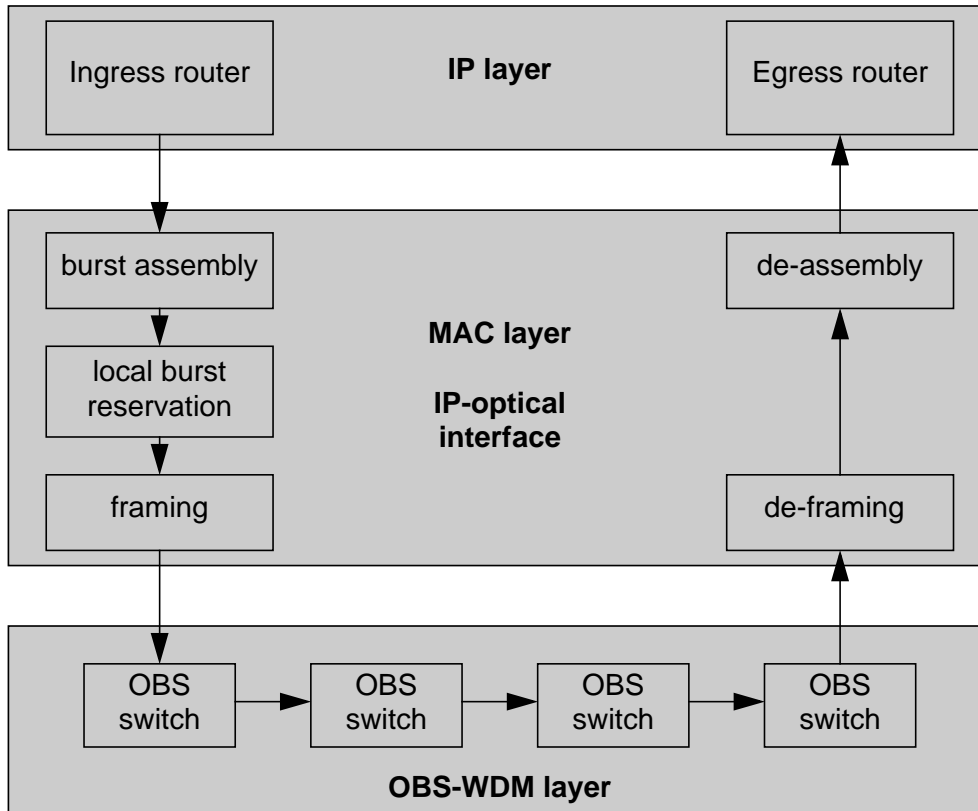 Ingress router
IP layer
Egress router
burst assembly
de-assembly
MAC layer
local burst
reservation
IP-optical
interface
framing
de-framing
OBS
switch
OBS
switch
OBS
switch
OBS
switch
OBS-WDM layer